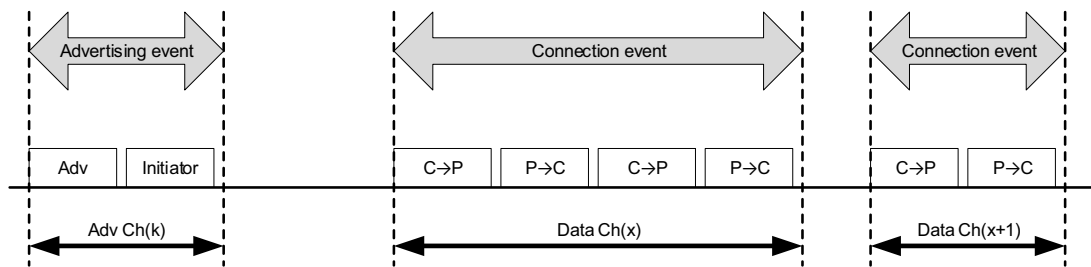 Advertising event
Connection event
Connection event
Adv
Initiator
C→P
P→C
C→P
P→C
C→P
P→C
Adv Ch(k)
Data Ch(x)
Data Ch(x+1)